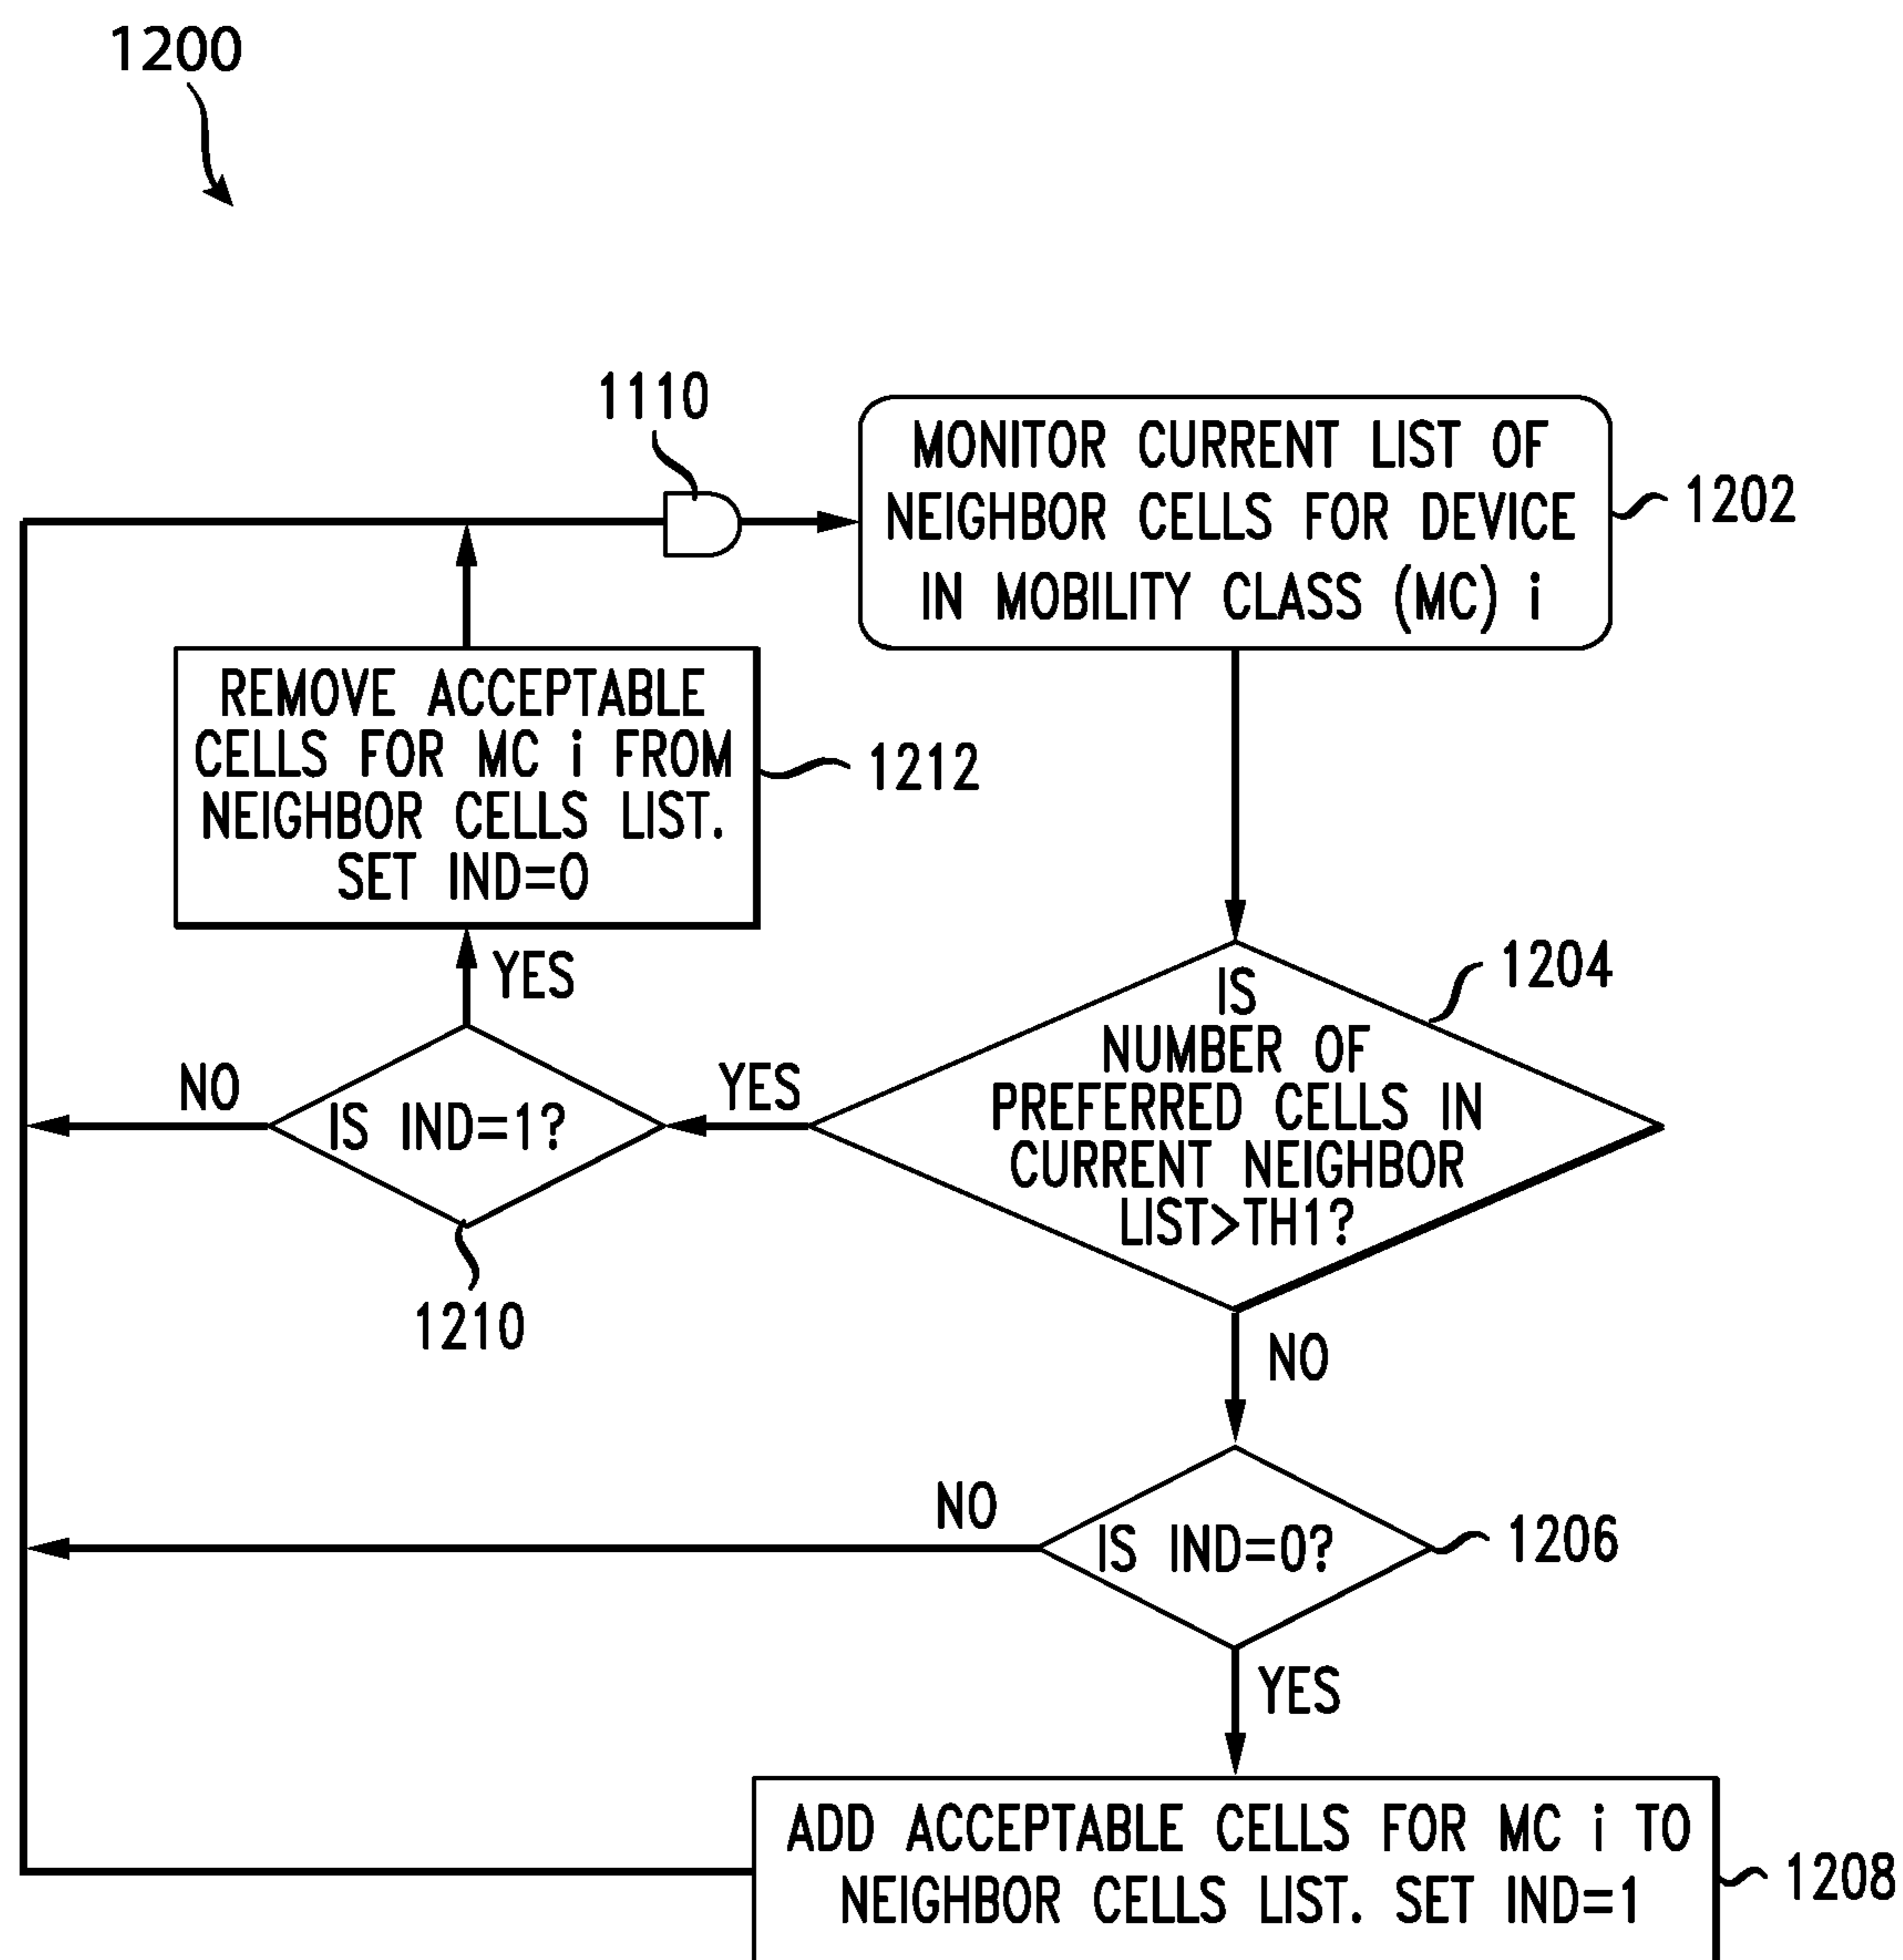 1200
1110
MONITOR CURRENT LIST OF
NEIGHBOR CELLS FOR DEVICE
IN MOBILITY CLASS (MC) i
1202
REMOVE ACCEPTABLE
CELLS FOR MC i FROM
NEIGHBOR CELLS LIST.
SET IND=0
1212
YES
1204
IS
NUMBER OF
PREFERRED CELLS IN
CURRENT NEIGHBOR
LIST>TH1?
YES
NO
IS IND=1?
1210
NO
NO
IS IND=0?
1206
YES
ADD ACCEPTABLE CELLS FOR MC i TO
NEIGHBOR CELLS LIST. SET IND=1
1208